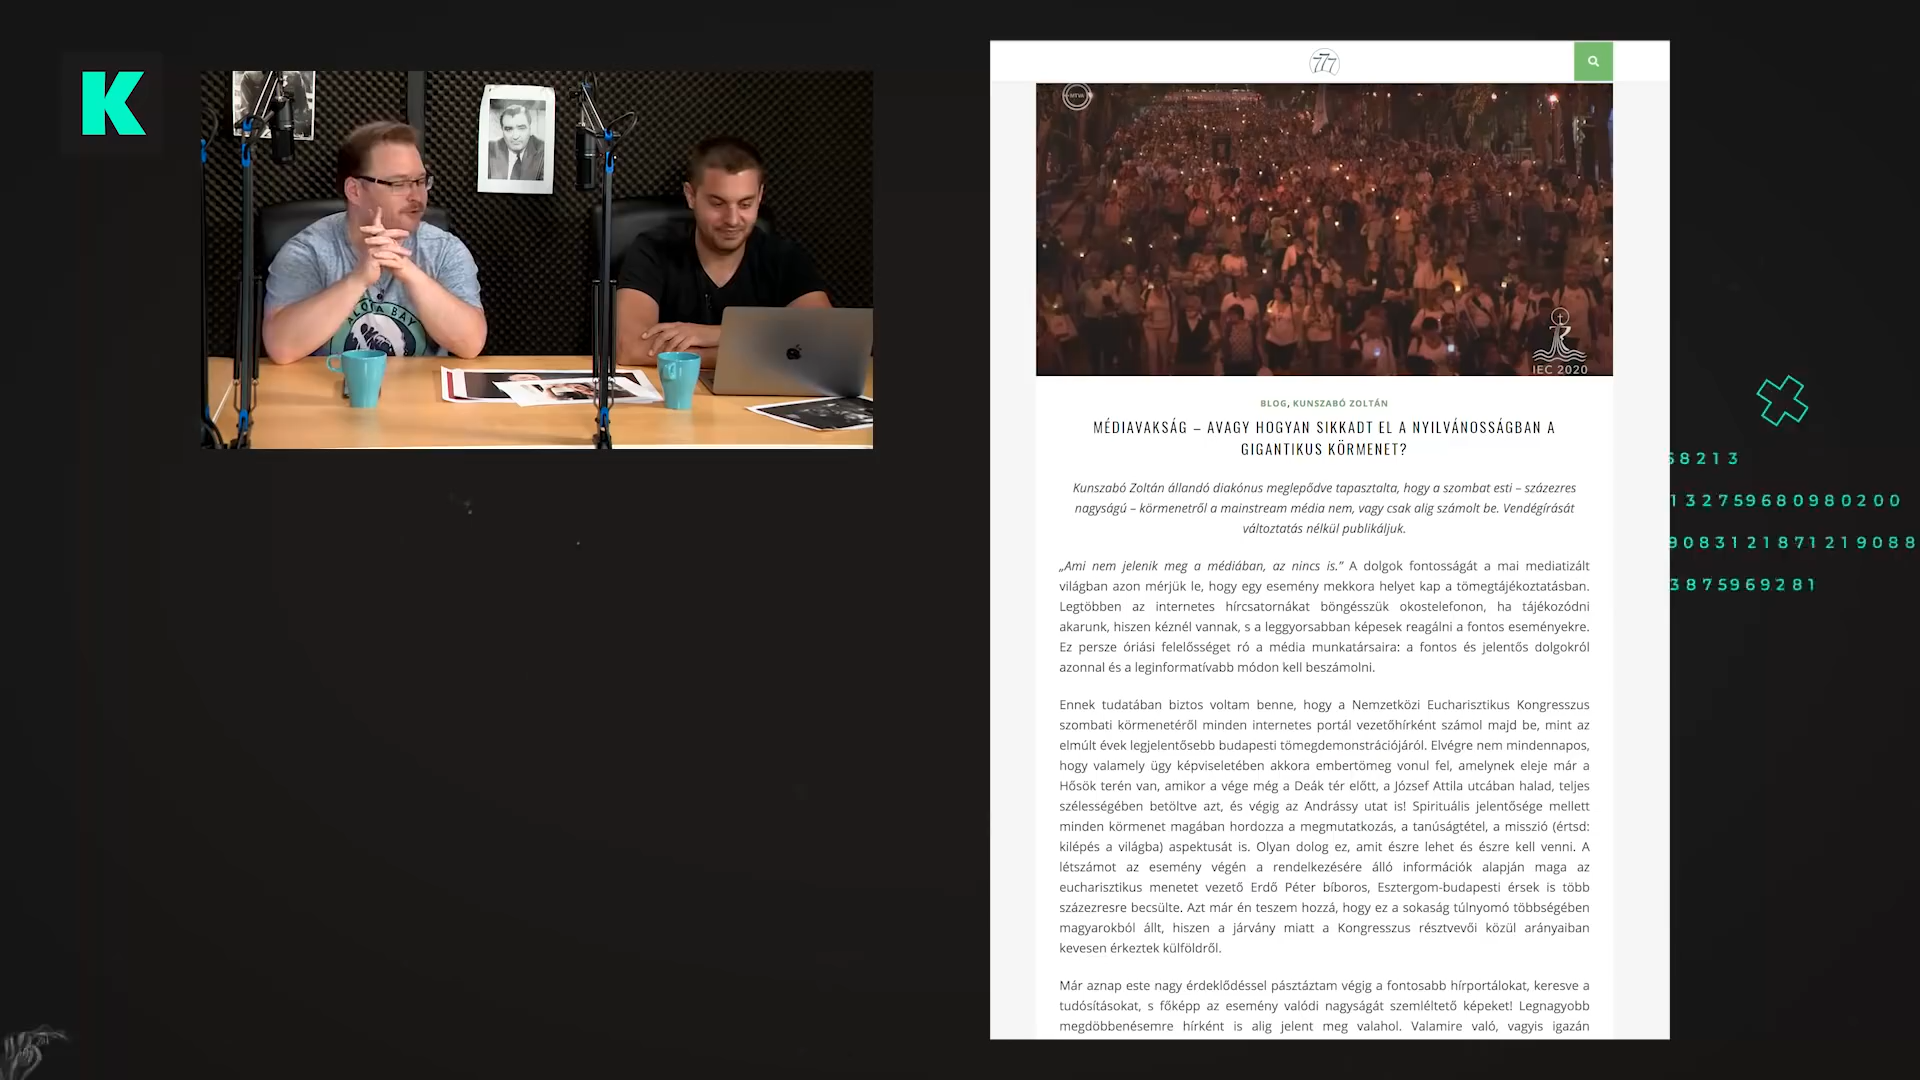 K
ALOŦA BAY
777
MTVA
IEC 2020
BLOG, KUNSZABÓ ZOLTÁN
MÉDIAVAKSÁG – AVAGY HOGYAN SIKKADT EL A NYILVÁNOSSÁGBAN A
GIGANTIKUS KÖRMENET?
Kunszabó Zoltán állandó diakónus meglepődve tapasztalta, hogy a szombat esti – százezres
nagyságú – körmenetről a mainstream média nem, vagy csak alig számolt be. Vendégírását
változtatás nélkül publikáljuk.
„Ami nem jelenik meg a médiában, az nincs is.” A dolgok fontosságát a mai mediatizált
világban azon mérjük le, hogy egy esemény mekkora helyet kap a tömegtájékoztatásban.
Legtöbben az internetes hírcsatornákat böngésszük okostelefonon, ha tájékozódni
akarunk, hiszen kéznél vannak, s a leggyorsabban képesek reagálni a fontos eseményekre.
Ez persze óriási felelősséget ró a média munkatársaira: a fontos és jelentős dolgokról
azonnal és a leginformatívabb módon kell beszámolni.
Ennek tudatában biztos voltam benne, hogy a Nemzetközi Eucharisztikus Kongresszus
szombati körmenetéről minden internetes portál vezetőhírként számol majd be, mint az
elmúlt évek legjelentősebb budapesti tömegdemonstrációjáról. Elvégre nem mindennapos,
hogy valamely ügy képviseletében akkora embertömeg vonul fel, amelynek eleje már a
Hősök terén van, amikor a vége még a Deák tér előtt, a József Attila utcában halad, teljes
szélességében betöltve azt, és végig az Andrássy utat is! Spirituális jelentősége mellett
minden körmenet magában hordozza a megmutatkozás, a tanúságtétel, a misszió (értsd:
kilépés a világba) aspektusát is. Olyan dolog ez, amit észre lehet és észre kell venni. A
létszámot az esemény végén a rendelkezésére álló információk alapján maga az
eucharisztikus menetet vezető Erdő Péter bíboros, Esztergom-budapesti érsek is több
százezresre becsülte. Azt már én teszem hozzá, hogy ez a sokaság túlnyomó többségében
magyarokból állt, hiszen a járvány miatt a Kongresszus résztvevői közül arányaiban
kevesen érkeztek külföldről.
Már aznap este nagy érdeklődéssel pásztáztam végig a fontosabb hírportálokat, keresve a
tudósításokat, s főképp az esemény valódi nagyságát szemléltető képeket! Legnagyobb
megdöbbenésemre hírként is alig jelent meg valahol. Valamire való, vagyis igazán
68213
132759680980200
9083121871219088
3875969281